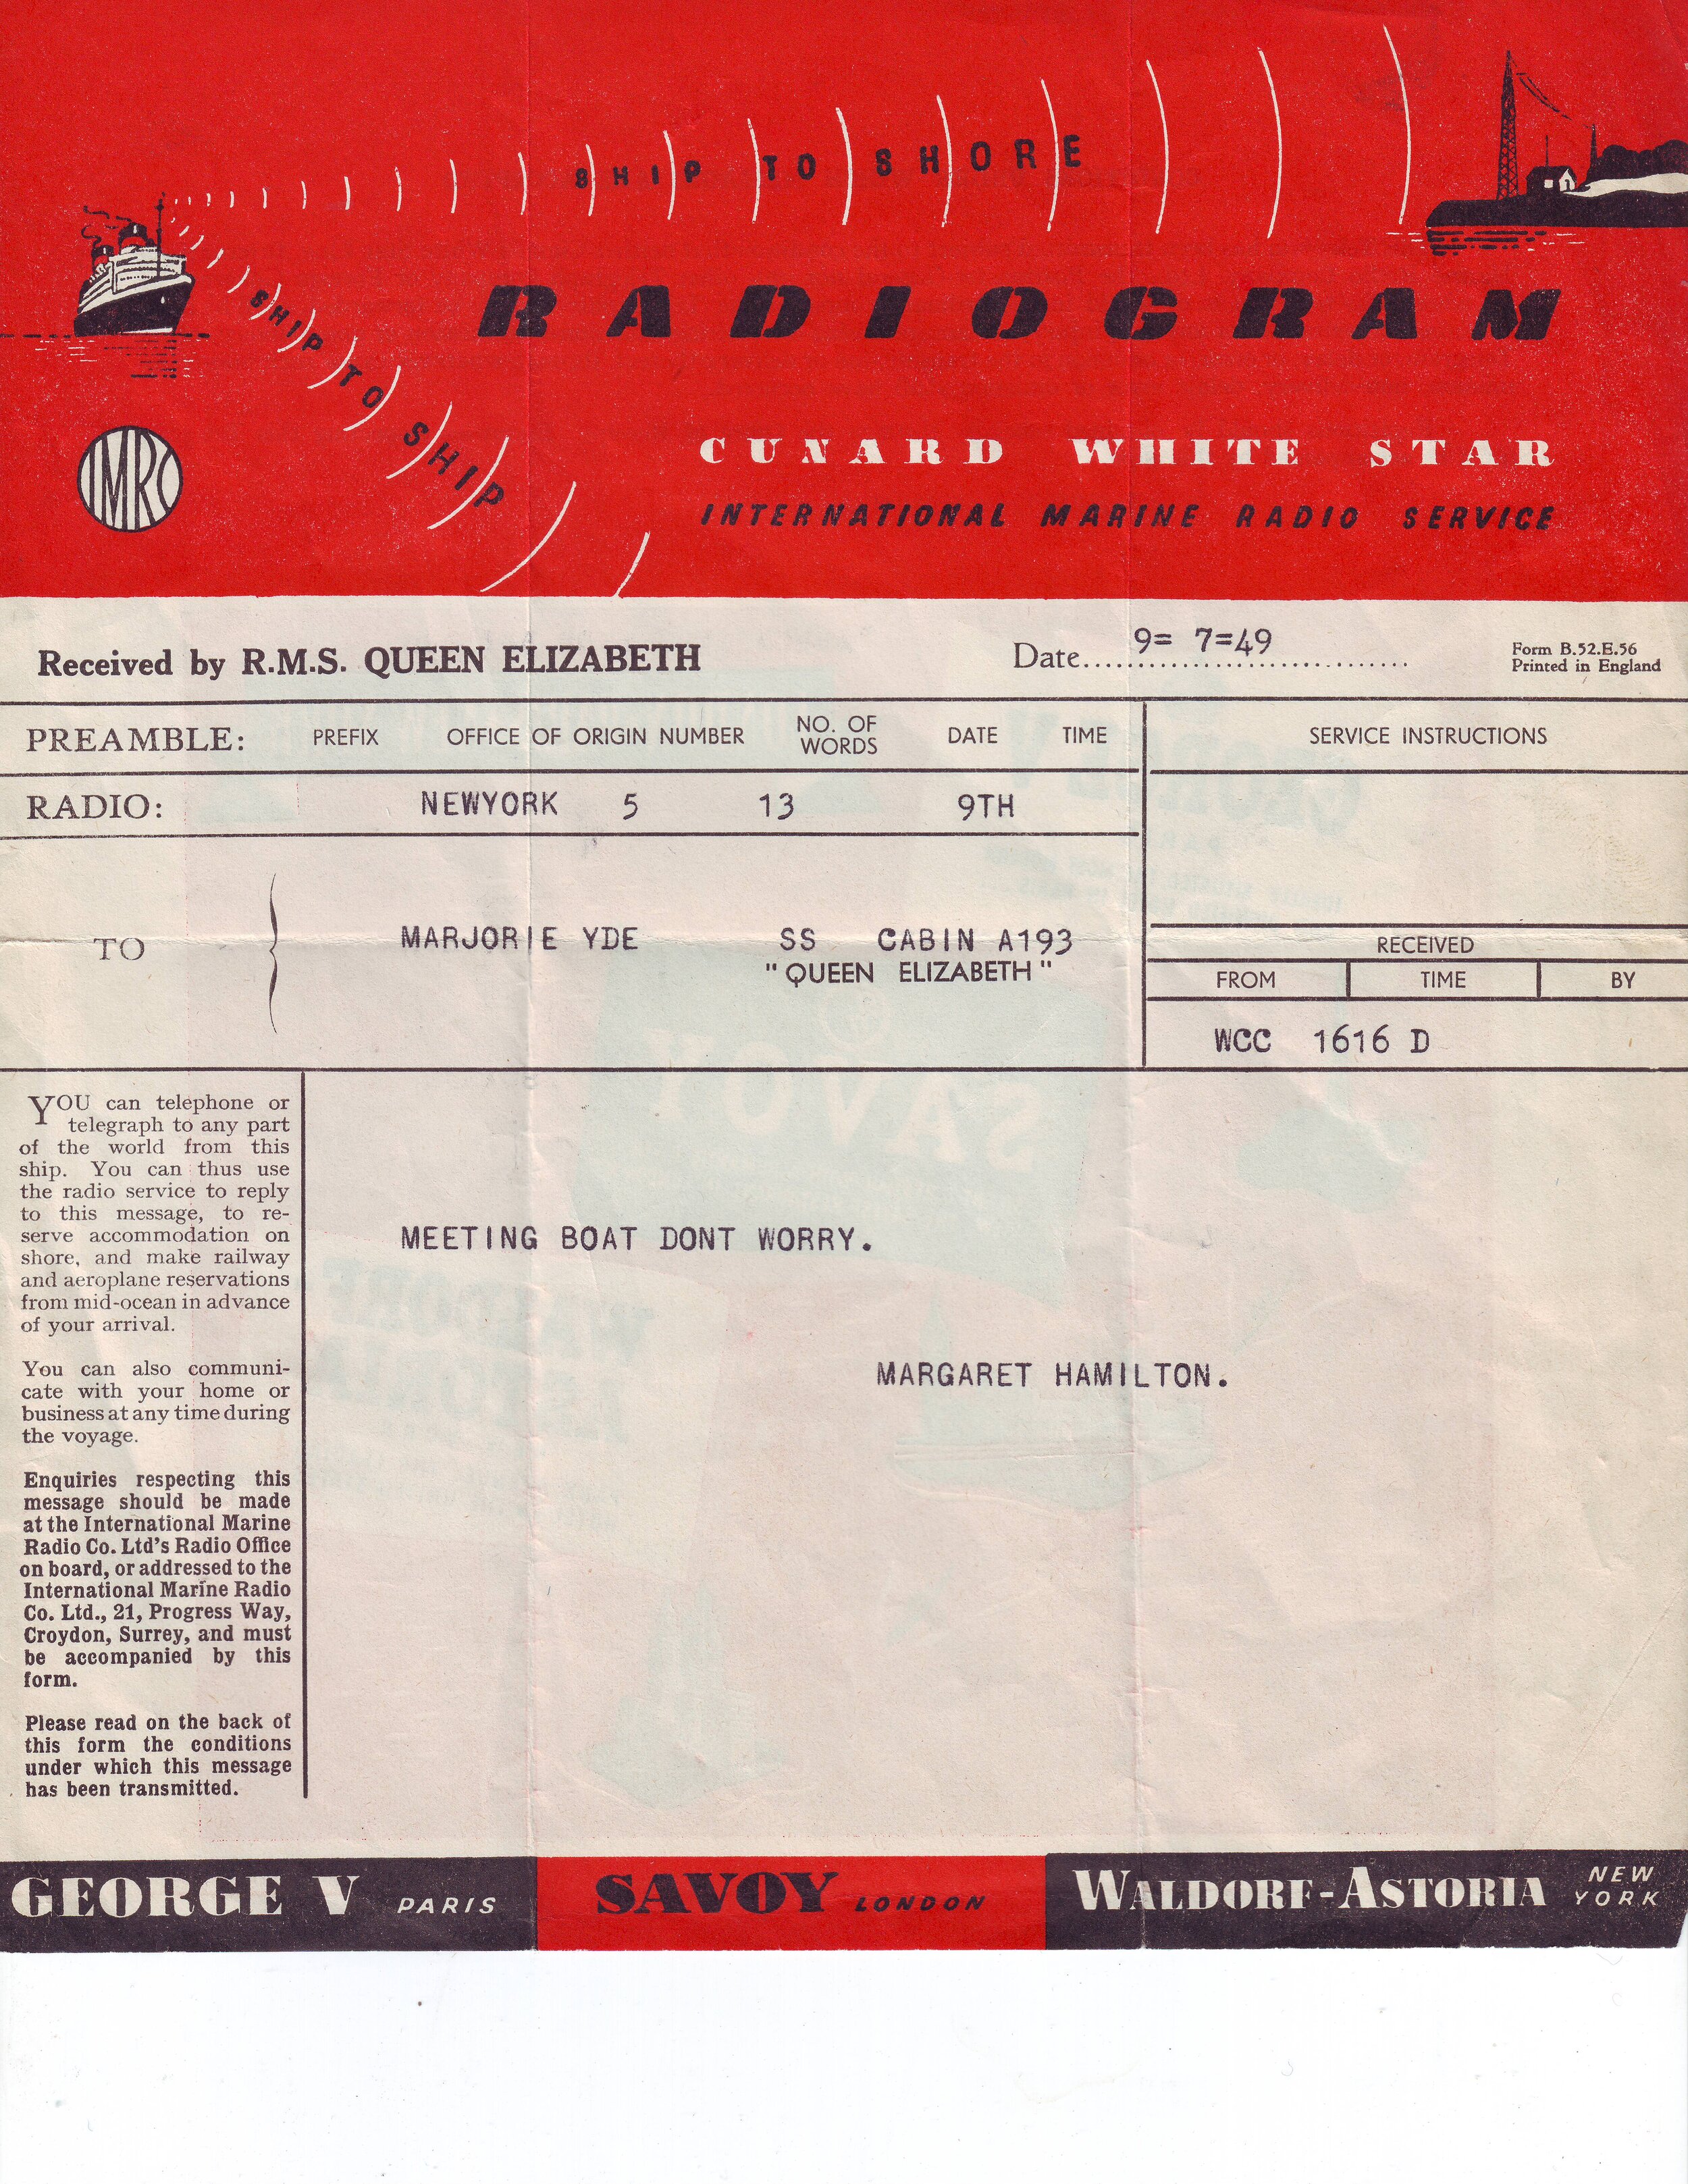 SHIP TO SHORE
SHIP TO SHIP
RADIOGRAM
IMRC
CUNARD WHITE STAR
INTERNATIONAL MARINE RADIO SERVICE
Received by R.M.S. QUEEN ELIZABETH
Date 9= 7=49
Form B.52.E.56
Printed in England
PREAMBLE: PREFIX OFFICE OF ORIGIN NUMBER NO. OF WORDS DATE TIME SERVICE INSTRUCTIONS
RADIO: NEWYORK 5 13 9TH
TO MARJORIE YDE SS CABIN A193
"QUEEN ELIZABETH"
RECEIVED
FROM TIME BY
WCC 1616 D
YOU can telephone or
telegraph to any part
of the world from this
ship. You can thus use
the radio service to reply
to this message, to re-
serve accommodation on
shore, and make railway
and aeroplane reservations
from mid-ocean in advance
of your arrival.
You can also communi-
cate with your home or
business at any time during
the voyage.
Enquiries respecting this
message should be made
at the International Marine
Radio Co. Ltd's Radio Office
on board, or addressed to the
International Marine Radio
Co. Ltd., 21, Progress Way,
Croydon, Surrey, and must
be accompanied by this
form.
Please read on the back of
this form the conditions
under which this message
has been transmitted.
MEETING BOAT DONT WORRY.
MARGARET HAMILTON.
GEORGE V PARIS
SAVOY LONDON
WALDORF-ASTORIA NEW YORK